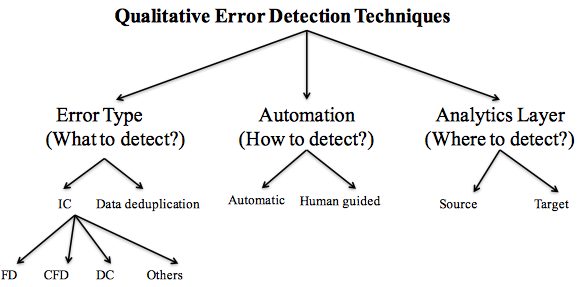 Qualitative Error Detection Techniques
Error Type
(What to detect?)
Automation
(How to detect?)
Analytics Layer
(Where to detect?)
IC
Data deduplication
Automatic
Human guided
Source
Target
FD
CFD
DC
Others